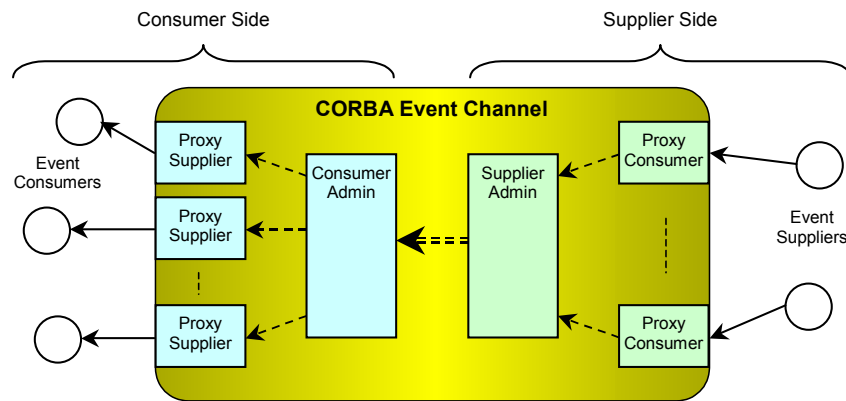 Consumer Side
Supplier Side
CORBA Event Channel
Proxy
Supplier
Event
Consumers
Proxy
Supplier
Proxy
Supplier
Consumer
Admin
Supplier
Admin
Proxy
Consumer
Proxy
Consumer
Event
Suppliers